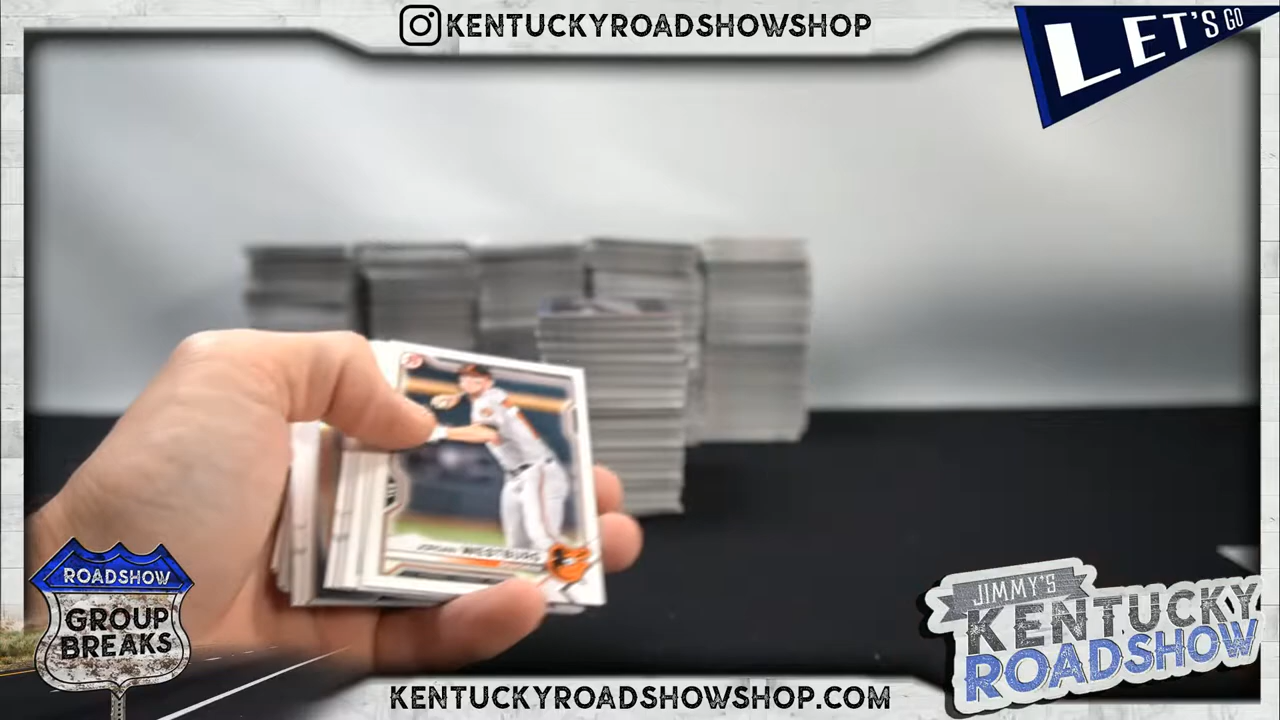 KENTUCKYROADSHOWSHOP
LET'S GO
JORDAN WESTBURG
ROADSHOW
GROUP
BREAKS
JIMMY'S
KENTUCKY
ROADSHOW
KENTUCKYROADSHOWSHOP.COM